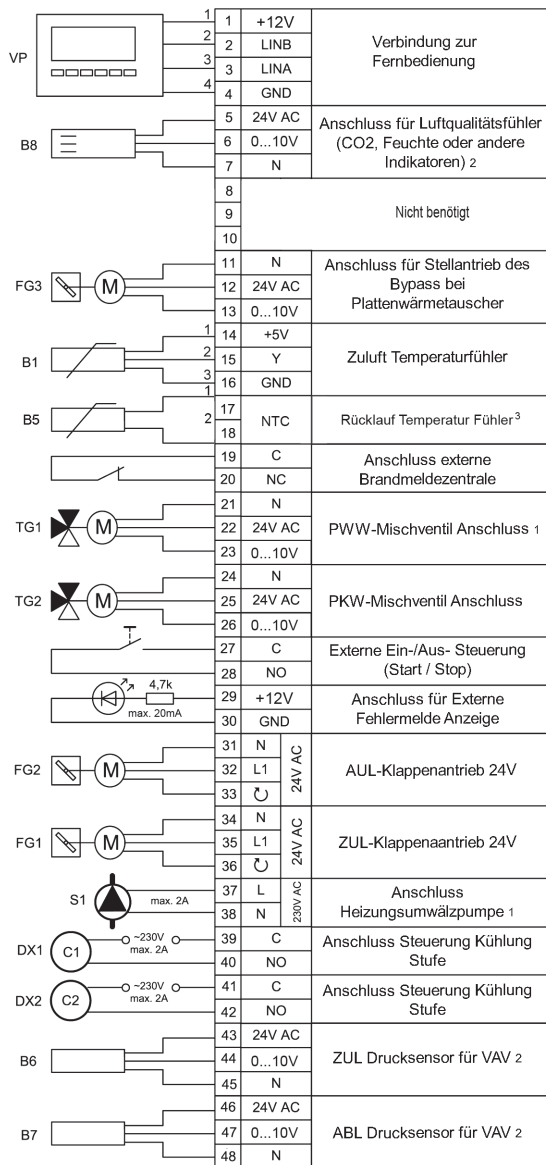 VP
1
2
3
4
1 +12V
2 LINB
3 LINA
4 GND
Verbindung zur
Fernbedienung
B8
5 24V AC
6 0...10V
7 N
Anschluss für Luftqualitätsfühler
(CO2, Feuchte oder andere
Indikatoren) 2
8
9
10
Nicht benötigt
FG3
M
11 N
12 24V AC
13 0...10V
Anschluss für Stellantrieb des
Bypass bei
Plattenwärmetauscher
B1
1
2
3
14 +5V
15 Y
16 GND
Zuluft Temperaturfühler
B5
1
2
17
18
NTC
Rücklauf Temperatur Fühler 3
19 C
20 NC
Anschluss externe
Brandmeldezentrale
TG1
M
21 N
22 24V AC
23 0...10V
PWW-Mischventil Anschluss 1
TG2
M
24 N
25 24V AC
26 0...10V
PKW-Mischventil Anschluss
27 C
28 NO
Externe Ein-/Aus- Steuerung
(Start / Stop)
4,7k
max. 20mA
29 +12V
30 GND
Anschluss für Externe
Fehlermelde Anzeige
FG2
M
31 N
32 L1
33 ↻
24V AC
AUL-Klappenantrieb 24V
FG1
M
34 N
35 L1
36 ↻
24V AC
ZUL-Klappenaantrieb 24V
S1
max. 2A
37 L
38 N
230V AC
Anschluss
Heizungsumwälzpumpe 1
DX1
C1
~230V
max. 2A
39 C
40 NO
Anschluss Steuerung Kühlung
Stufe
DX2
C2
~230V
max. 2A
41 C
42 NO
Anschluss Steuerung Kühlung
Stufe
B6
43 24V AC
44 0...10V
45 N
ZUL Drucksensor für VAV 2
B7
46 24V AC
47 0...10V
48 N
ABL Drucksensor für VAV 2